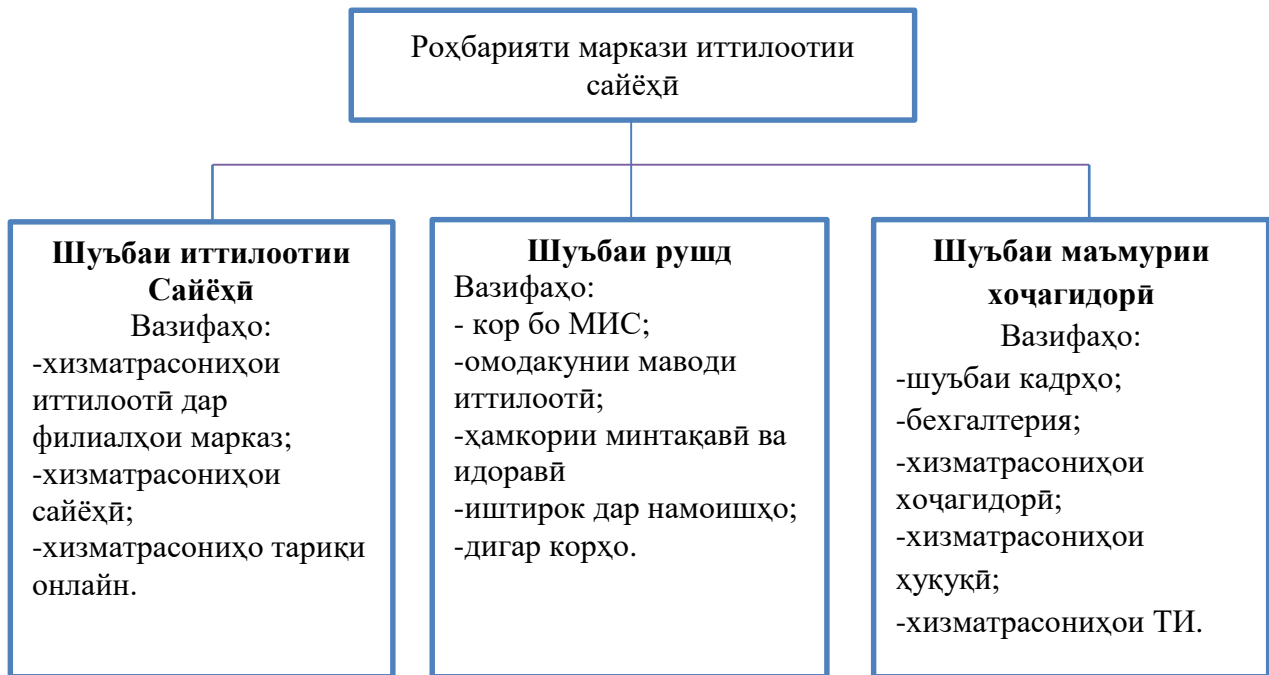 Роҳбарияти маркази иттилоотии
сайёҳӣ
Шуъбаи иттилоотии
Сайёҳӣ
Вазифаҳо:
-хизматрасониҳои
иттилоотӣ дар
филиалҳои марказ;
-хизматрасониҳои
сайёҳӣ;
-хизматрасониҳо тариқи
онлайн.
Шуъбаи рушд
Вазифаҳо:
- кор бо МИС;
-омодакунии маводи
иттилоотӣ;
-ҳамкории минтақавӣ ва
идоравӣ
-иштирок дар намоишҳо;
-дигар корҳо.
Шуъбаи маъмурии
хоҷагидорӣ
Вазифаҳо:
-шуъбаи кадрҳо;
-бехгалтерия;
-хизматрасониҳои
хоҷагидорӣ;
-хизматрасониҳои
ҳуқуқӣ;
-хизматрасониҳои ТИ.